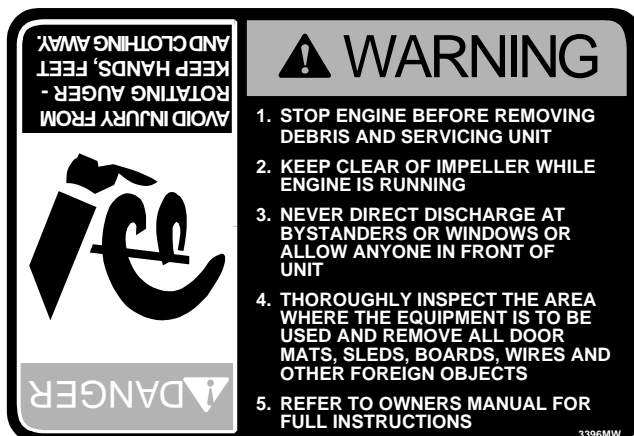 DANGER
AVOID INJURY FROM
ROTATING AUGER -
KEEP HANDS, FEET
AND CLOTHING AWAY.
WARNING
1. STOP ENGINE BEFORE REMOVING
DEBRIS AND SERVICING UNIT
2. KEEP CLEAR OF IMPELLER WHILE
ENGINE IS RUNNING
3. NEVER DIRECT DISCHARGE AT
BYSTANDERS OR WINDOWS OR
ALLOW ANYONE IN FRONT OF
UNIT
4. THOROUGHLY INSPECT THE AREA
WHERE THE EQUIPMENT IS TO BE
USED AND REMOVE ALL DOOR
MATS, SLEDS, BOARDS, WIRES AND
OTHER FOREIGN OBJECTS
5. REFER TO OWNERS MANUAL FOR
FULL INSTRUCTIONS
3396MW